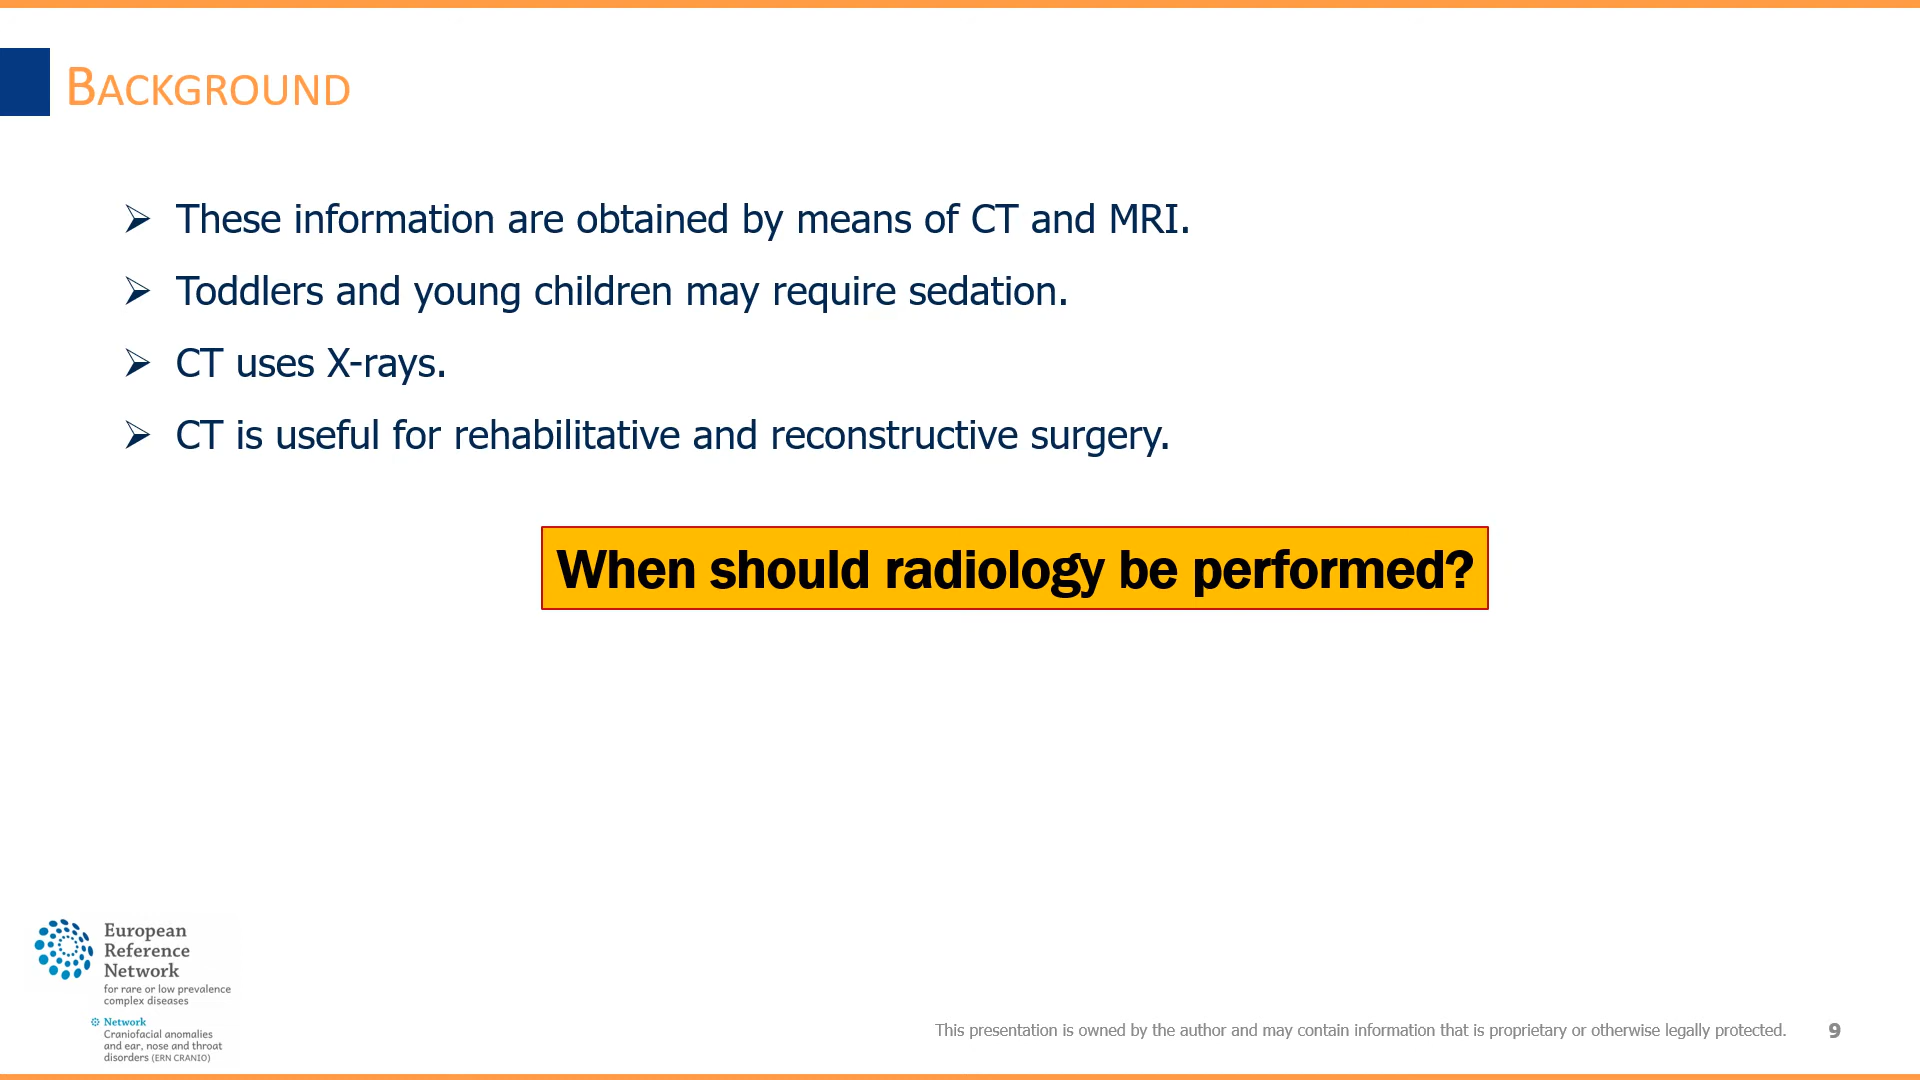 BACKGROUND
These information are obtained by means of CT and MRI.
Toddlers and young children may require sedation.
CT uses X-rays.
CT is useful for rehabilitative and reconstructive surgery.
When should radiology be performed?
European
Reference
Network
for rare or low prevalence
complex diseases
Network
Craniofacial anomalies
and ear, nose and throat
disorders (ERN CRANIO)
This presentation is owned by the author and may contain information that is proprietary or otherwise legally protected.
9